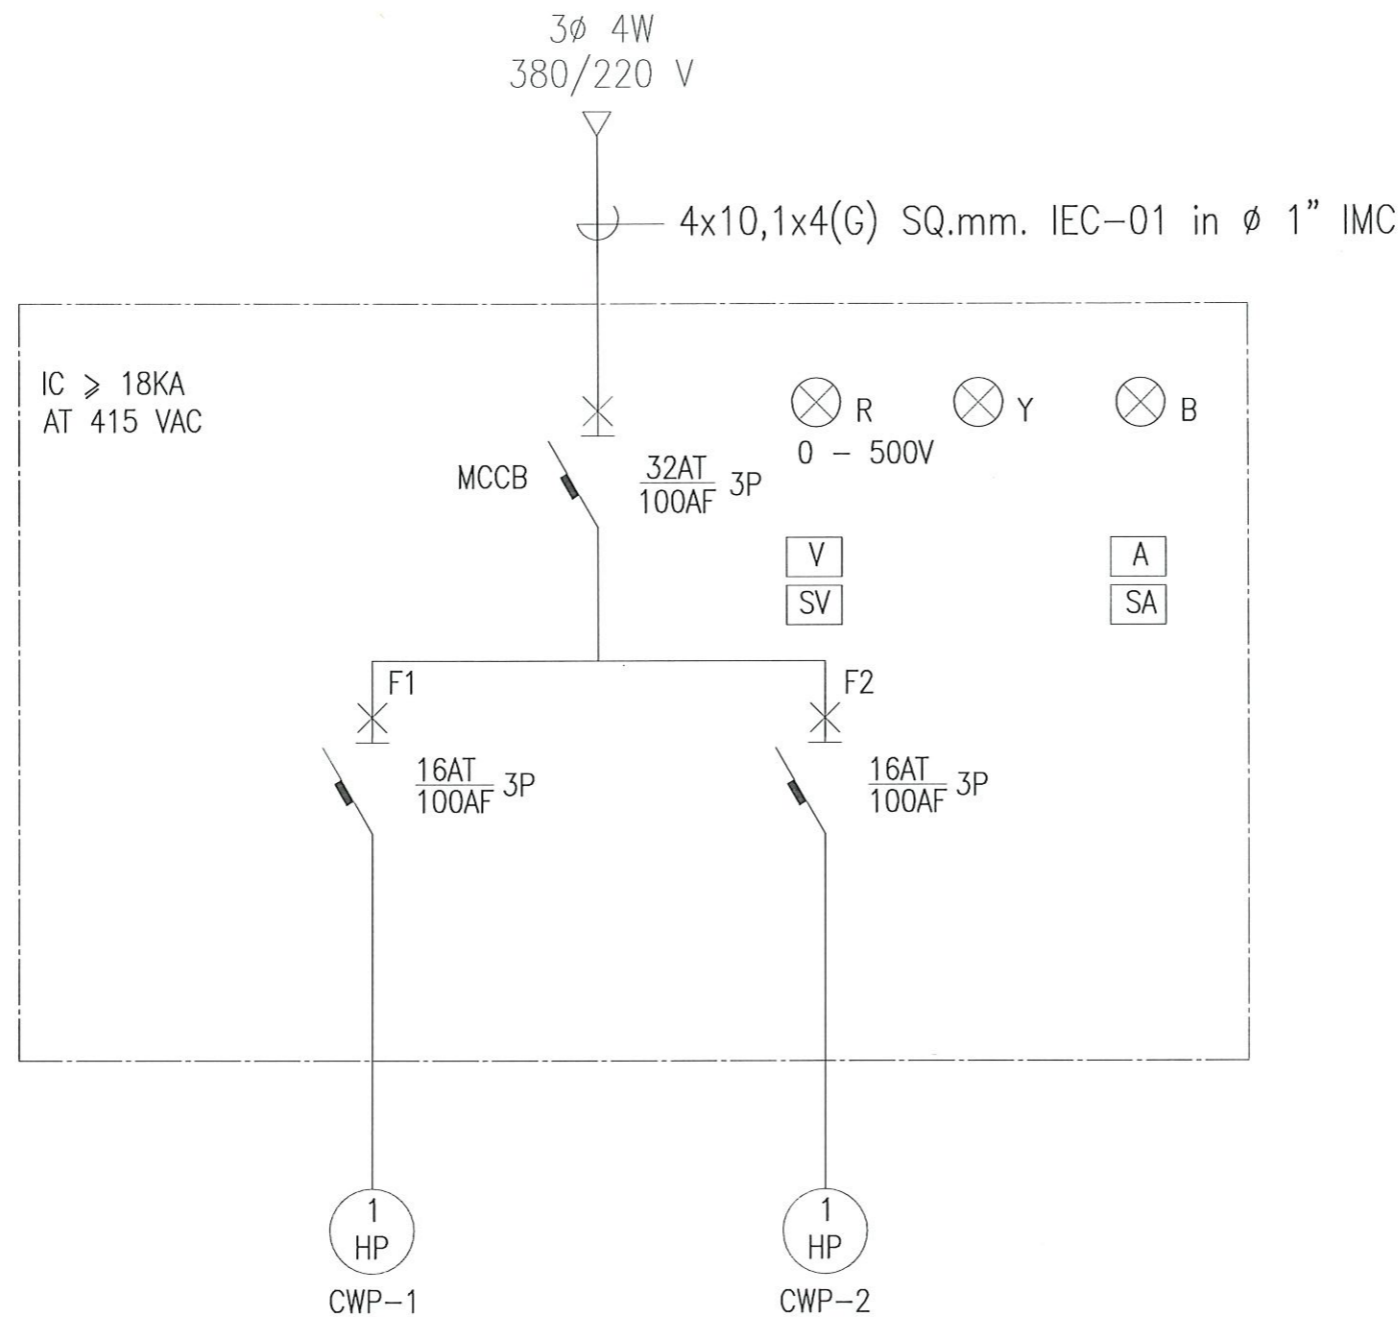 3ø 4W
380/220 V
4x10,1x4(G) SQ.mm. IEC-01 in ø 1” IMC
IC ⩾ 18KA
AT 415 VAC
R
Y
B
0 - 500V
MCCB
32AT
100AF
3P
V
A
SV
SA
F1
F2
16AT
100AF
3P
16AT
100AF
3P
1
HP
CWP-1
1
HP
CWP-2